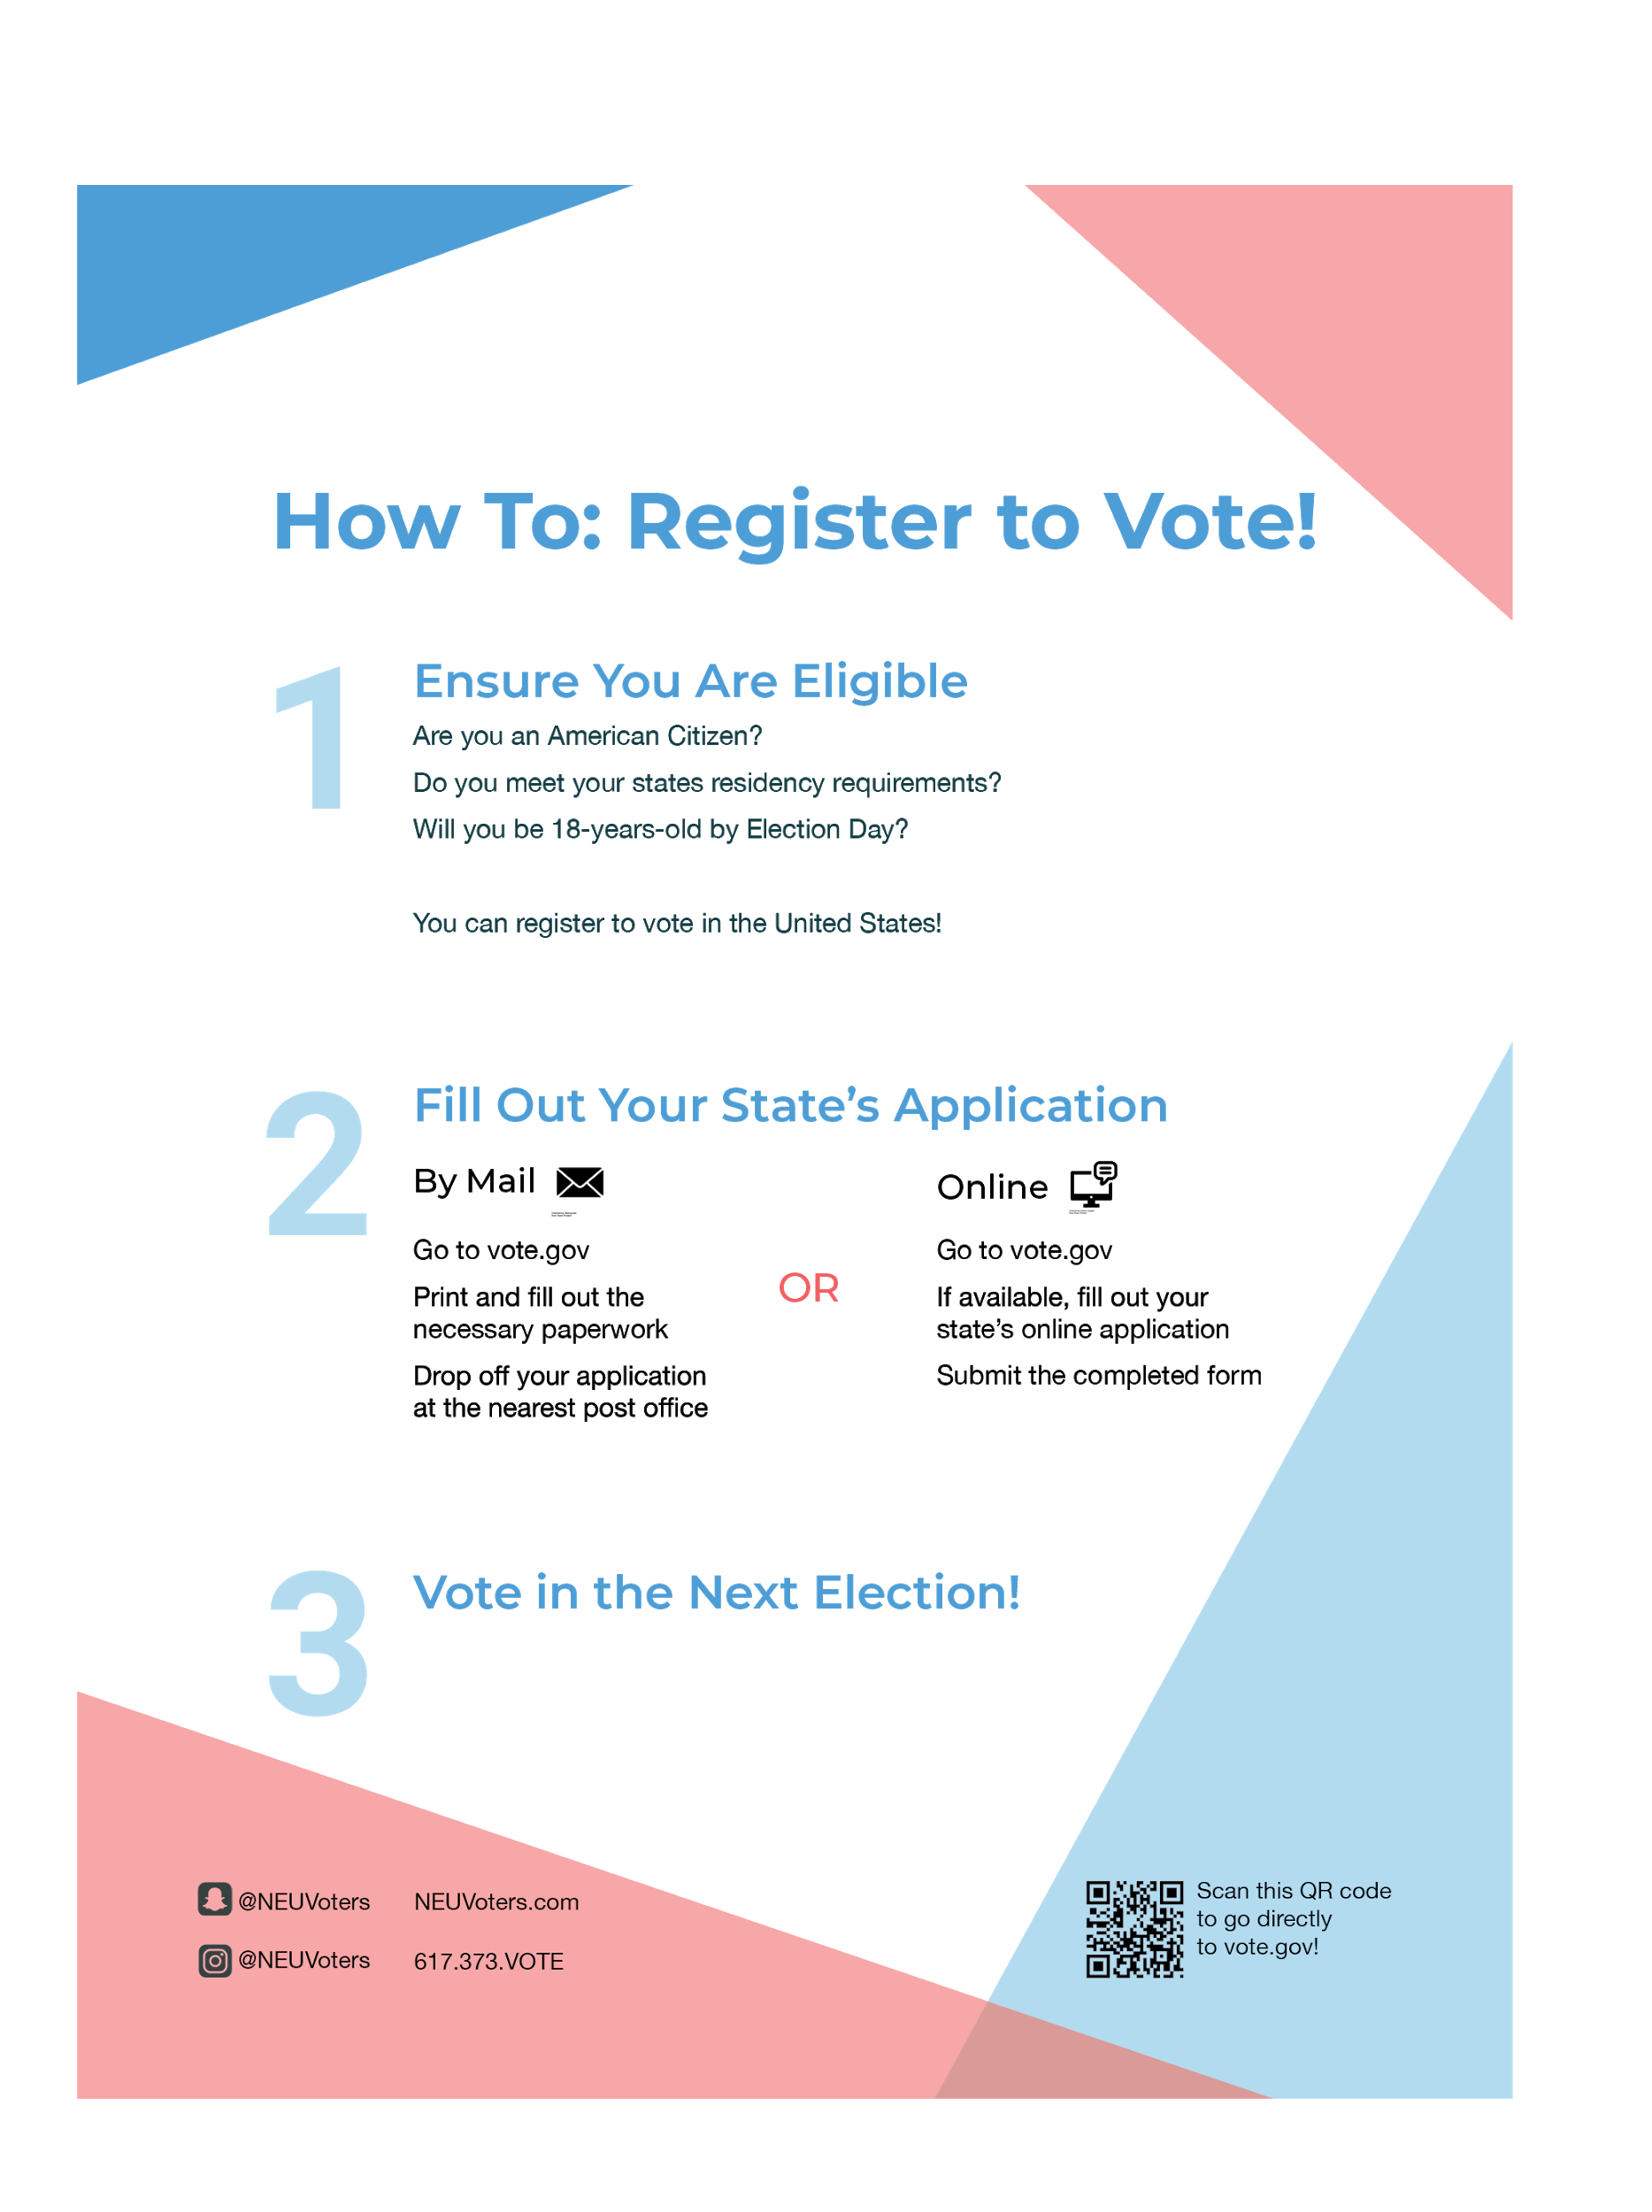 How To: Register to Vote!
1
Ensure You Are Eligible
Are you an American Citizen?
Do you meet your states residency requirements?
Will you be 18-years-old by Election Day?
You can register to vote in the United States!
2
Fill Out Your State’s Application
By Mail
Go to vote.gov
Print and fill out the
necessary paperwork
Drop off your application
at the nearest post office
OR
Online
Go to vote.gov
If available, fill out your
state’s online application
Submit the completed form
3
Vote in the Next Election!
@NEUVoters
NEUVoters.com
@NEUVoters
617.373.VOTE
Scan this QR code
to go directly
to vote.gov!